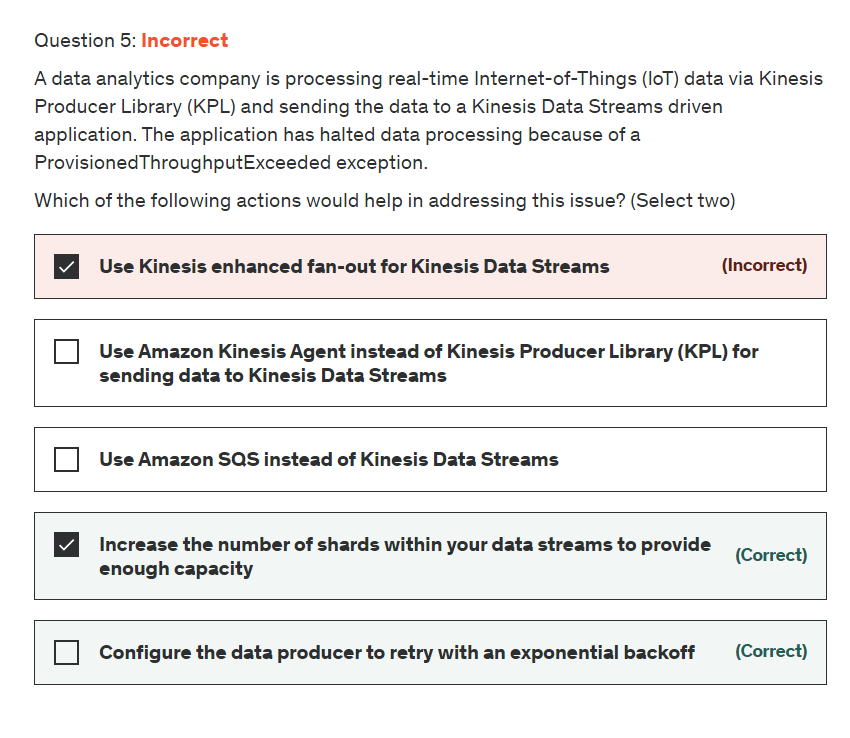 Question 5: Incorrect
A data analytics company is processing real-time Internet-of-Things (IoT) data via Kinesis
Producer Library (KPL) and sending the data to a Kinesis Data Streams driven
application. The application has halted data processing because of a
ProvisionedThroughputExceeded exception.
Which of the following actions would help in addressing this issue? (Select two)
Use Kinesis enhanced fan-out for Kinesis Data Streams (Incorrect)
Use Amazon Kinesis Agent instead of Kinesis Producer Library (KPL) for
sending data to Kinesis Data Streams
Use Amazon SQS instead of Kinesis Data Streams
Increase the number of shards within your data streams to provide
enough capacity
(Correct)
Configure the data producer to retry with an exponential backoff (Correct)